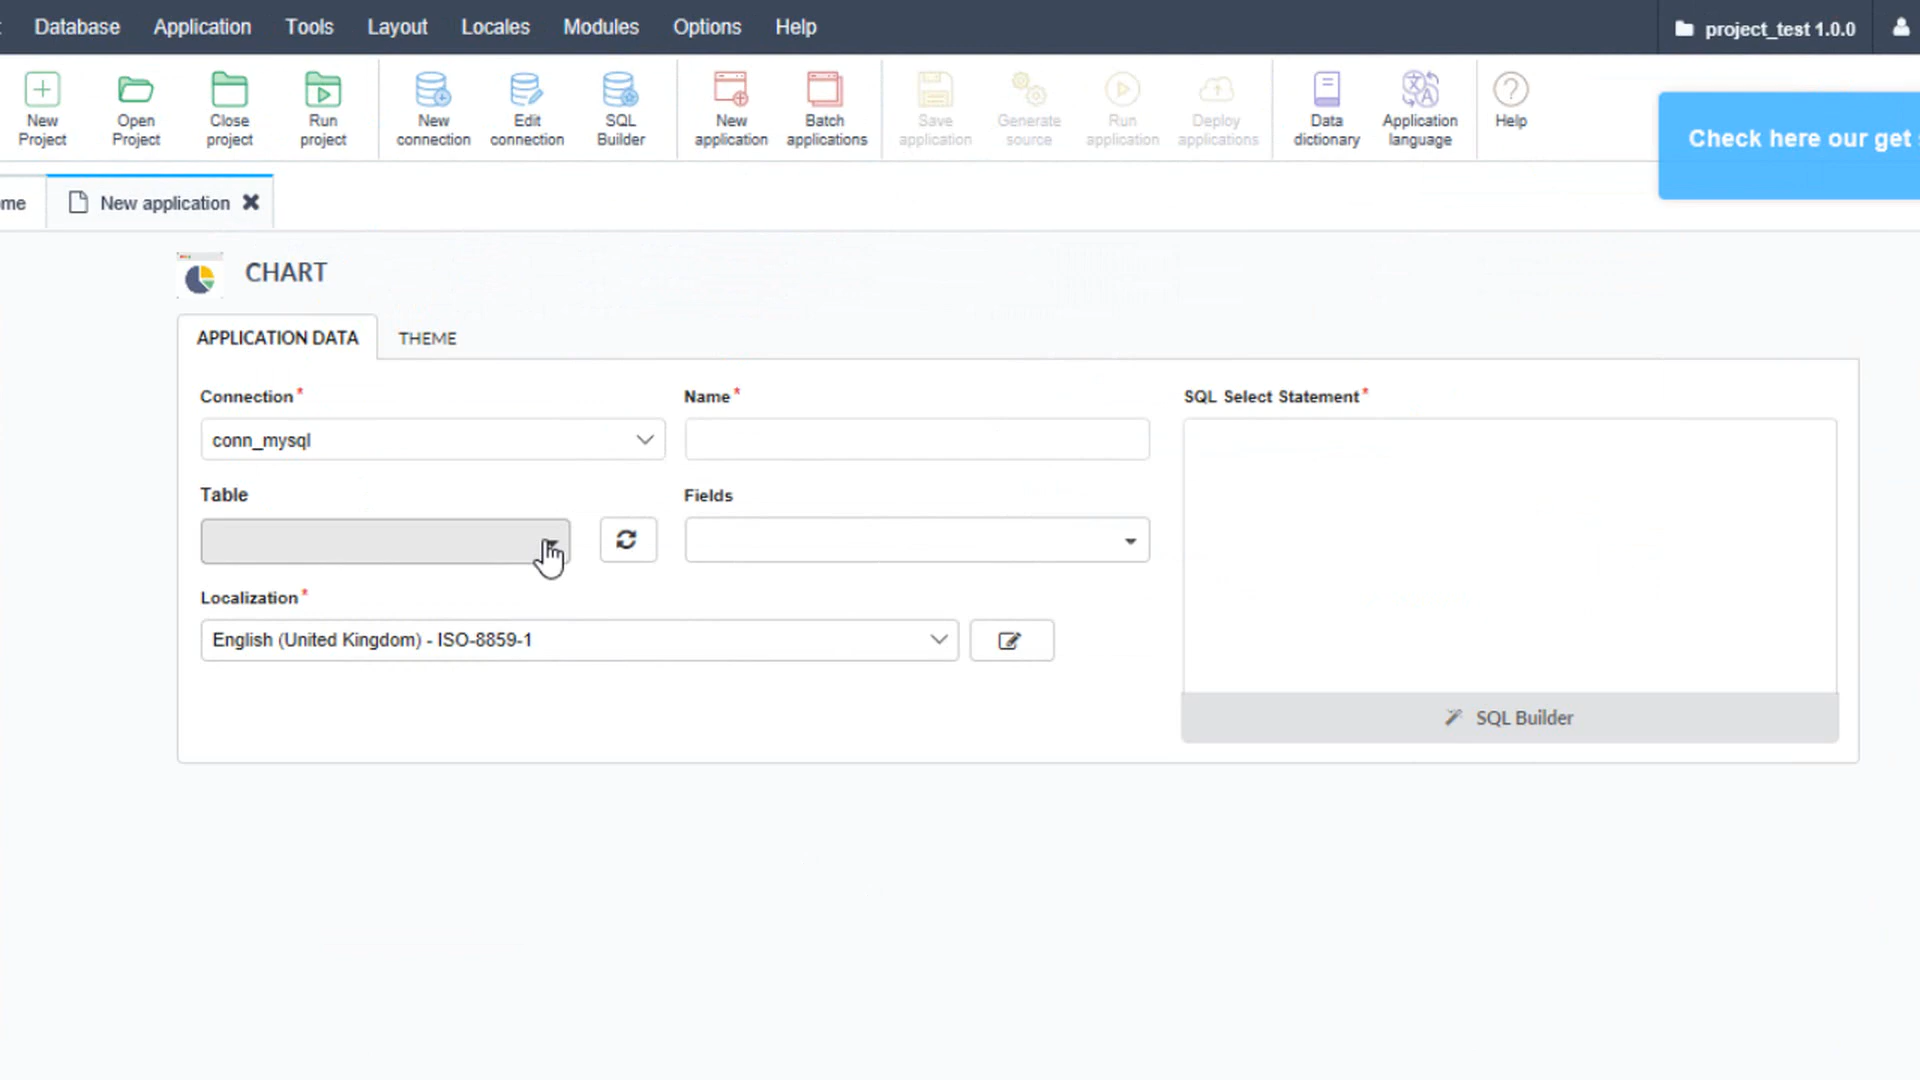 Database Application Tools Layout Locales Modules Options Help project_test 1.0.0
New Project
Open Project
Close project
Run project
New connection
Edit connection
SQL Builder
New application
Batch applications
Save application
Generate source
Run application
Deploy applications
Data dictionary
Application language
Help
Check here our get
me
New application
CHART
APPLICATION DATA THEME
Connection* Name* SQL Select Statement*
conn_mysql
Table Fields
Localization*
English (United Kingdom) - ISO-8859-1
SQL Builder